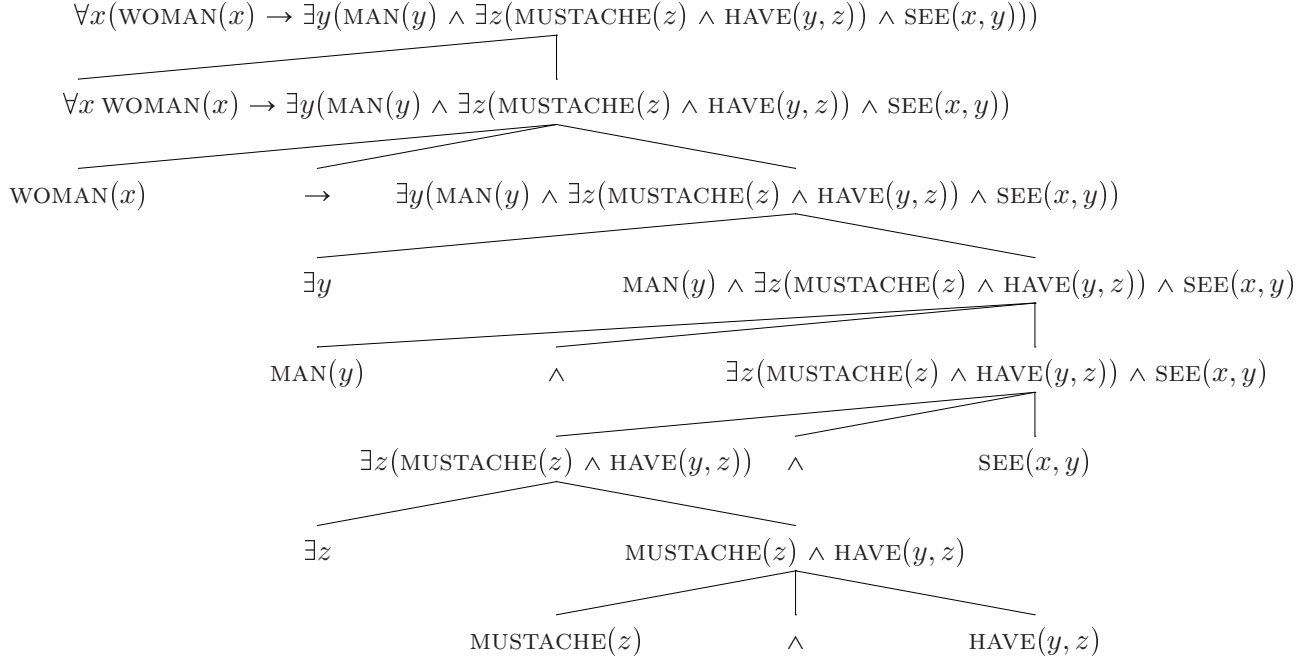 ∀x(WOMAN(x) → ∃y(MAN(y) ∧ ∃z(MUSTACHE(z) ∧ HAVE(y, z)) ∧ SEE(x, y)))
∀x WOMAN(x) → ∃y(MAN(y) ∧ ∃z(MUSTACHE(z) ∧ HAVE(y, z)) ∧ SEE(x, y))
WOMAN(x) → ∃y(MAN(y) ∧ ∃z(MUSTACHE(z) ∧ HAVE(y, z)) ∧ SEE(x, y))
∃y MAN(y) ∧ ∃z(MUSTACHE(z) ∧ HAVE(y, z)) ∧ SEE(x, y)
MAN(y) ∧ ∃z(MUSTACHE(z) ∧ HAVE(y, z)) ∧ SEE(x, y)
∃z(MUSTACHE(z) ∧ HAVE(y, z)) ∧ SEE(x, y)
∃z MUSTACHE(z) ∧ HAVE(y, z)
MUSTACHE(z) ∧ HAVE(y, z)